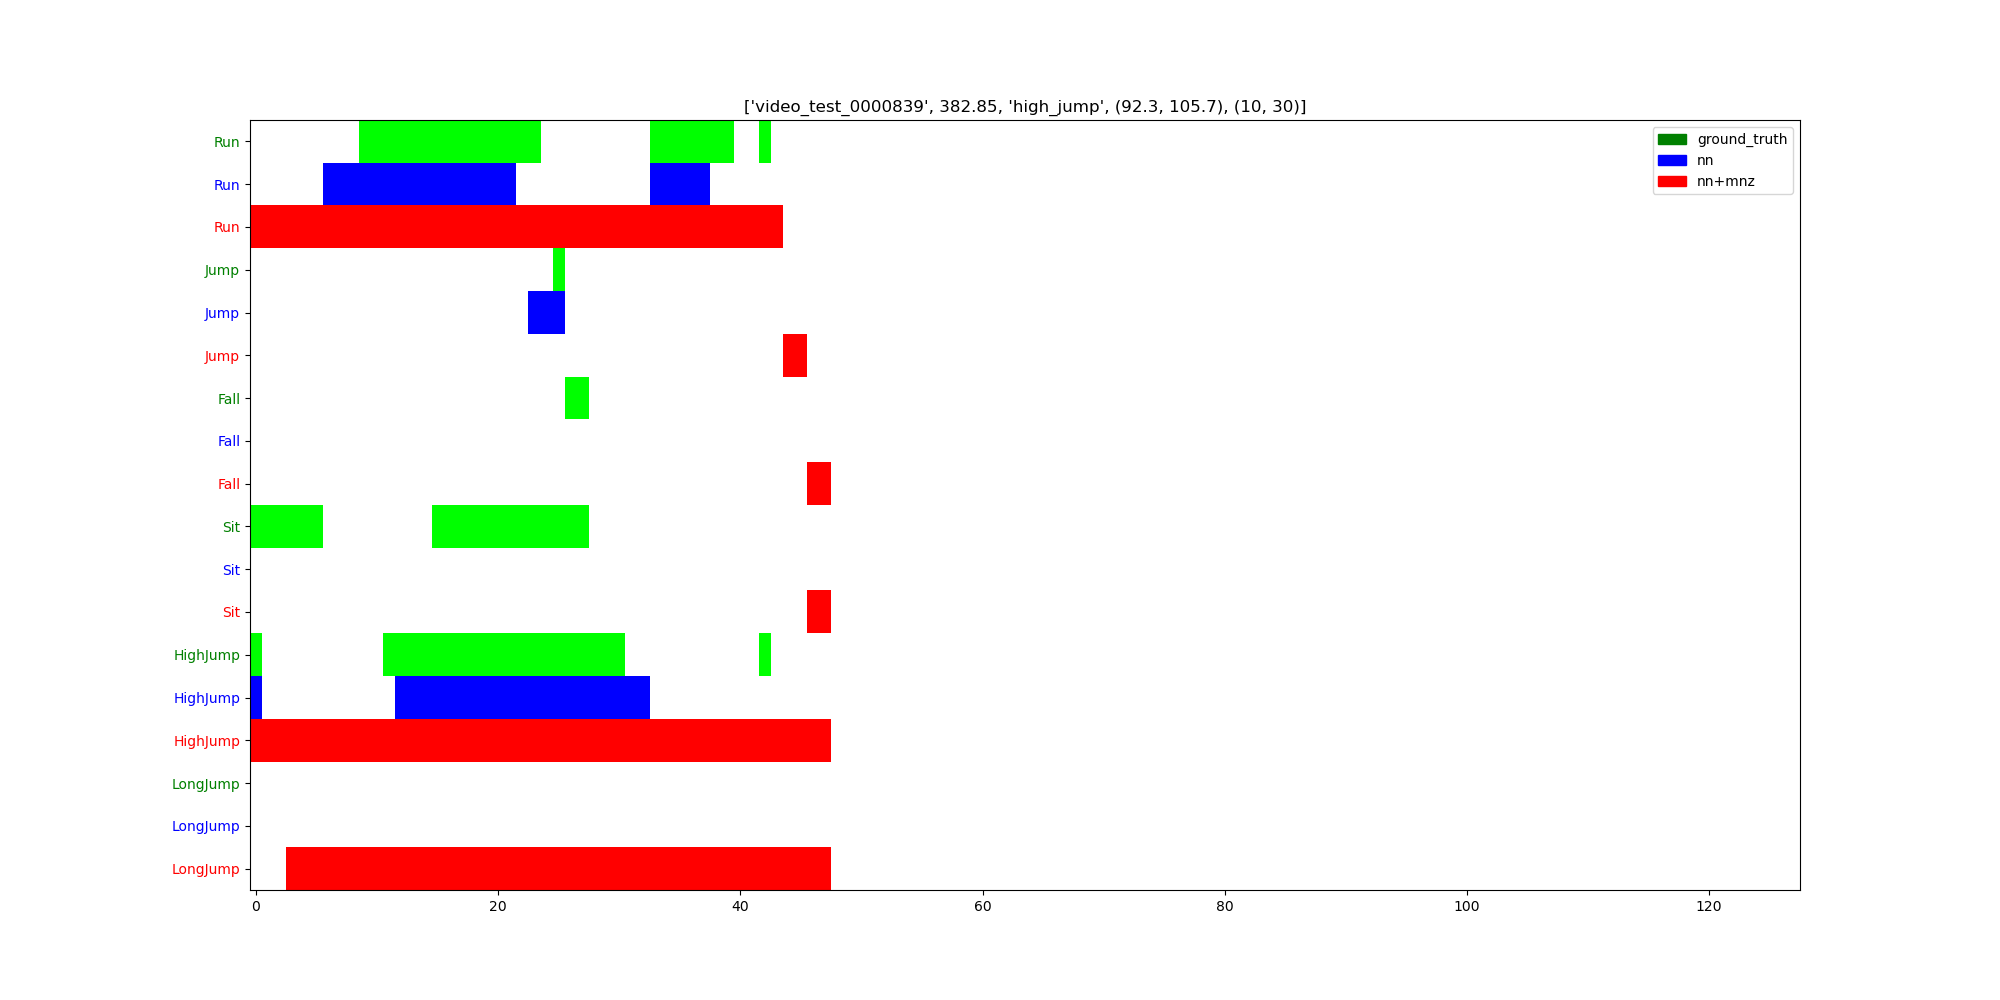 ['video_test_0000839', 382.85, 'high_jump', (92.3, 105.7), (10, 30)]
ground_truth
nn
nn+mnz
Run
Run
Run
Jump
Jump
Jump
Fall
Fall
Fall
Sit
Sit
Sit
HighJump
HighJump
HighJump
LongJump
LongJump
LongJump
0 20 40 60 80 100 120